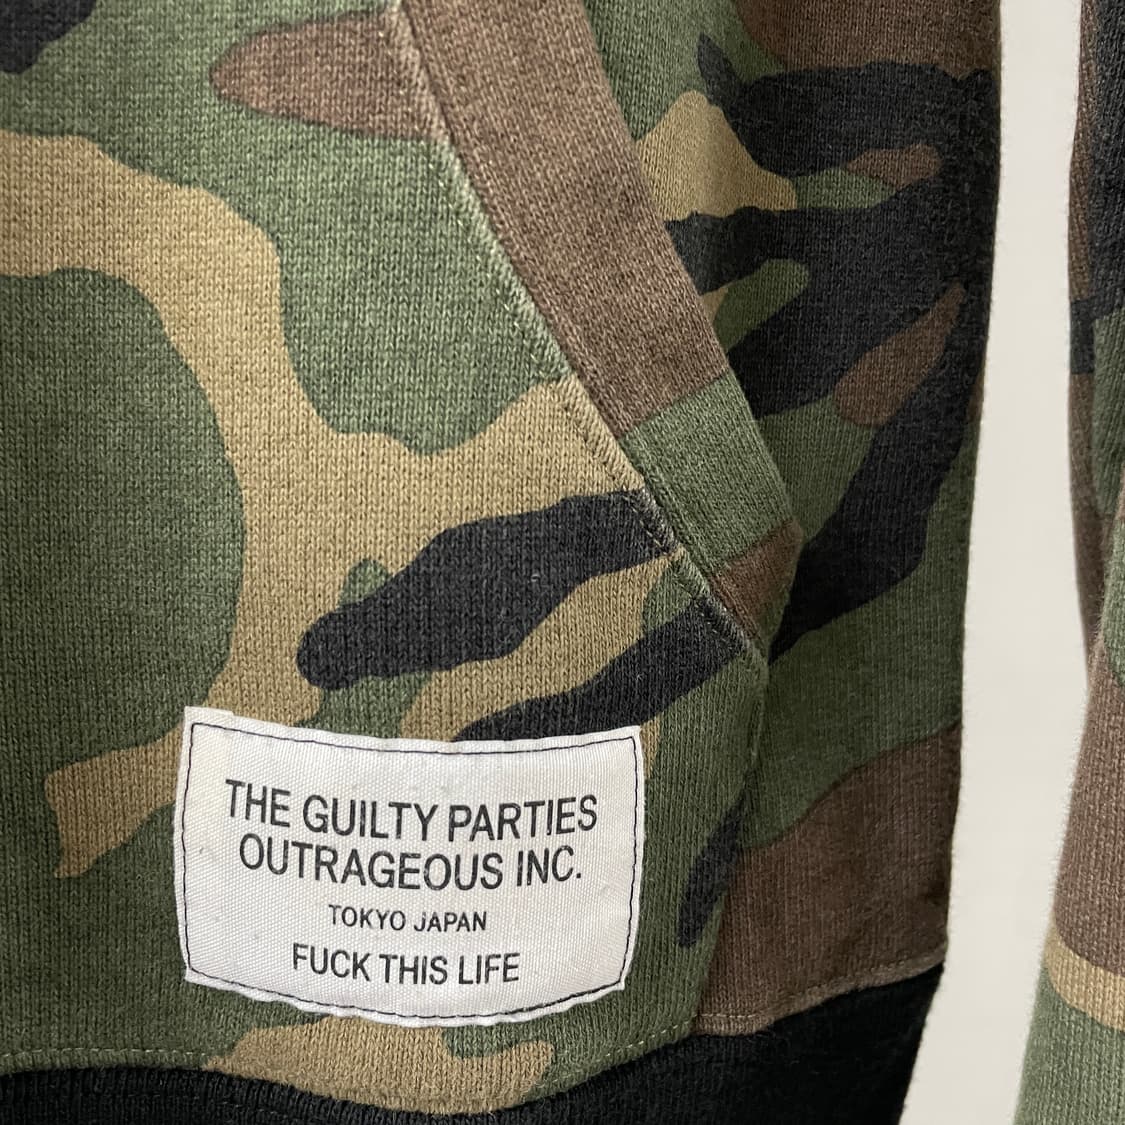 THE GUILTY PARTIES
OUTRAGEOUS INC.
TOKYO JAPAN
FUCK THIS LIFE